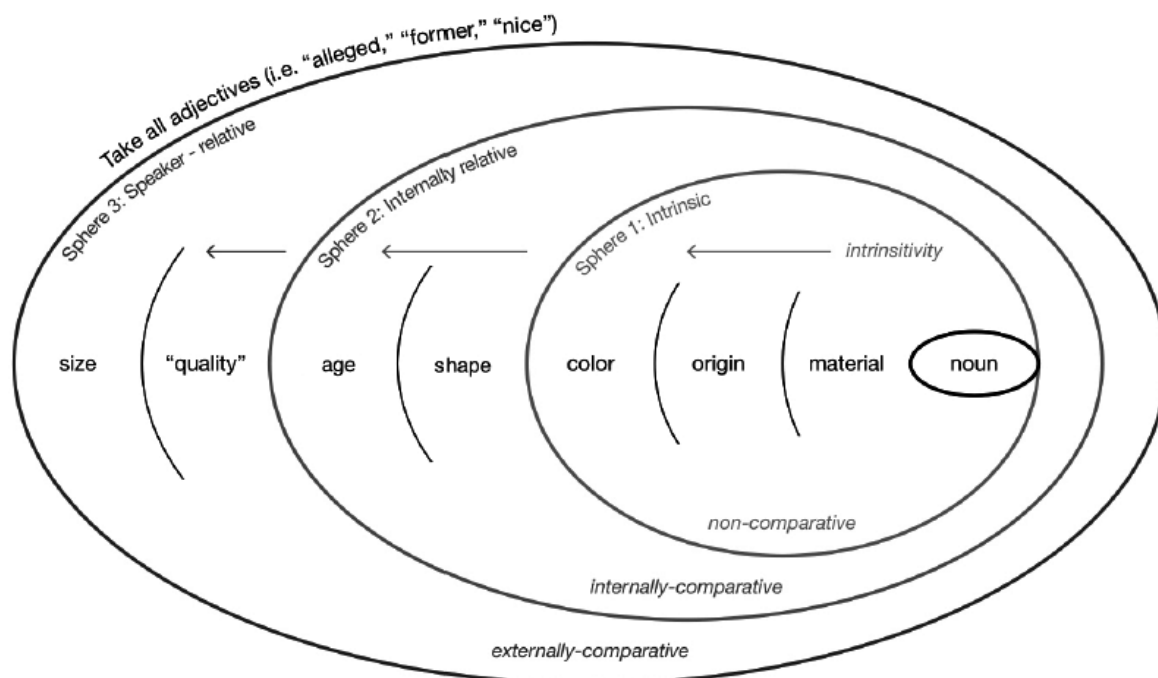 Take all adjectives (i.e. “alleged,” “former,” “nice”)
Sphere 3: Speaker - relative
Sphere 2: Internally relative
Sphere 1: Intrinsic
intrinsitivity
size
“quality”
age
shape
color
origin
material
noun
non-comparative
internally-comparative
externally-comparative